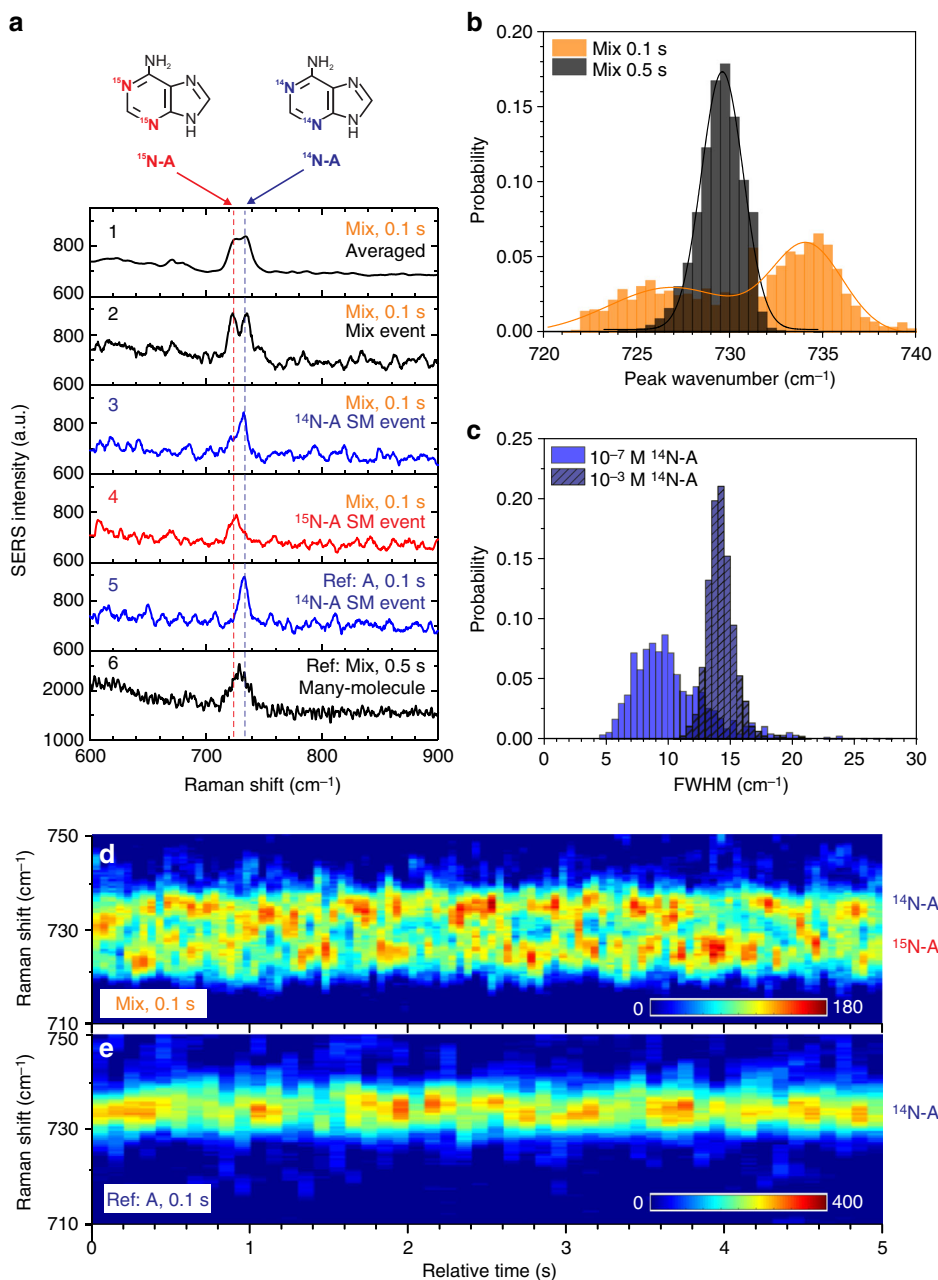 a
NH₂
¹⁵N
N
¹⁵N
N
H
¹⁵N-A
NH₂
¹⁴N
N
¹⁴N
N
H
¹⁴N-A
1
Mix, 0.1 s
Averaged
800
600
2
Mix, 0.1 s
Mix event
800
600
3
Mix, 0.1 s
¹⁴N-A SM event
800
600
4
Mix, 0.1 s
¹⁵N-A SM event
800
600
5
Ref: A, 0.1 s
¹⁴N-A SM event
800
600
6
Ref: Mix, 0.5 s
Many-molecule
2000
1000
600 700 800 900
Raman shift (cm⁻¹)
SERS intensity (a.u.)
b
Mix 0.1 s
Mix 0.5 s
0.20
0.15
0.10
0.05
0.00
Probability
720 725 730 735 740
Peak wavenumber (cm⁻¹)
c
10⁻⁷ M ¹⁴N-A
10⁻³ M ¹⁴N-A
0.25
0.20
0.15
0.10
0.05
0.00
Probability
0 5 10 15 20 25 30
FWHM (cm⁻¹)
d
750
730
710
Raman shift (cm⁻¹)
¹⁴N-A
¹⁵N-A
Mix, 0.1 s
0 180
e
750
730
710
Raman shift (cm⁻¹)
¹⁴N-A
Ref: A, 0.1 s
0 400
0 1 2 3 4 5
Relative time (s)